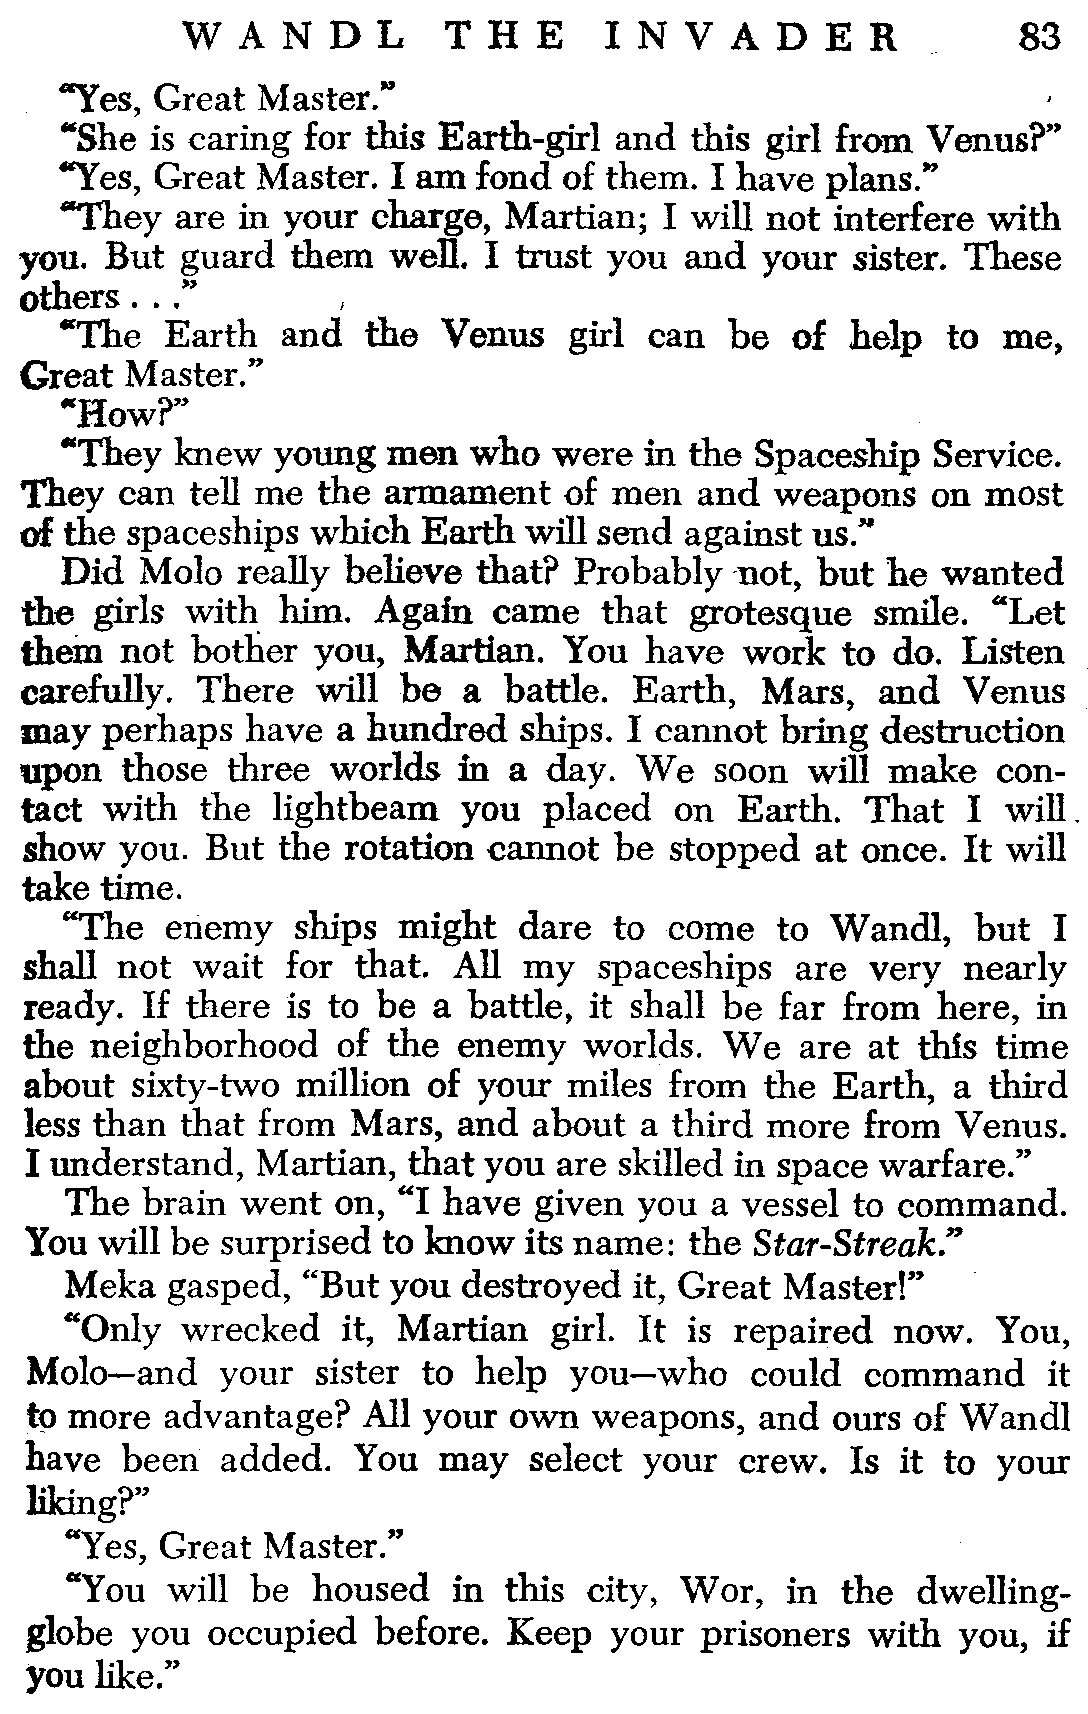 WANDL THE INVADER 83
“Yes, Great Master.”
“She is caring for this Earth-girl and this girl from Venus?”
“Yes, Great Master. I am fond of them. I have plans.”
“They are in your charge, Martian; I will not interfere with
you. But guard them well. I trust you and your sister. These
others . . .”
“The Earth and the Venus girl can be of help to me,
Great Master.”
“How?”
“They knew young men who were in the Spaceship Service.
They can tell me the armament of men and weapons on most
of the spaceships which Earth will send against us.”
Did Molo really believe that? Probably not, but he wanted
the girls with him. Again came that grotesque smile. “Let
them not bother you, Martian. You have work to do. Listen
carefully. There will be a battle. Earth, Mars, and Venus
may perhaps have a hundred ships. I cannot bring destruction
upon those three worlds in a day. We soon will make con-
tact with the lightbeam you placed on Earth. That I will
show you. But the rotation cannot be stopped at once. It will
take time.
“The enemy ships might dare to come to Wandl, but I
shall not wait for that. All my spaceships are very nearly
ready. If there is to be a battle, it shall be far from here, in
the neighborhood of the enemy worlds. We are at this time
about sixty-two million of your miles from the Earth, a third
less than that from Mars, and about a third more from Venus.
I understand, Martian, that you are skilled in space warfare.”
The brain went on, “I have given you a vessel to command.
You will be surprised to know its name: the Star-Streak.”
Meka gasped, “But you destroyed it, Great Master!”
“Only wrecked it, Martian girl. It is repaired now. You,
Molo—and your sister to help you—who could command it
to more advantage? All your own weapons, and ours of Wandl
have been added. You may select your crew. Is it to your
liking?”
“Yes, Great Master.”
“You will be housed in this city, Wor, in the dwelling-
globe you occupied before. Keep your prisoners with you, if
you like.”